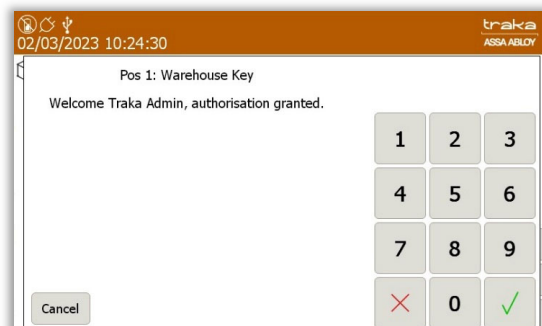 traka
02/03/2023 10:24:30
ASSA ABLOY
Pos 1: Warehouse Key
Welcome Traka Admin, authorisation granted.
1 2 3
4 5 6
7 8 9
Cancel
0